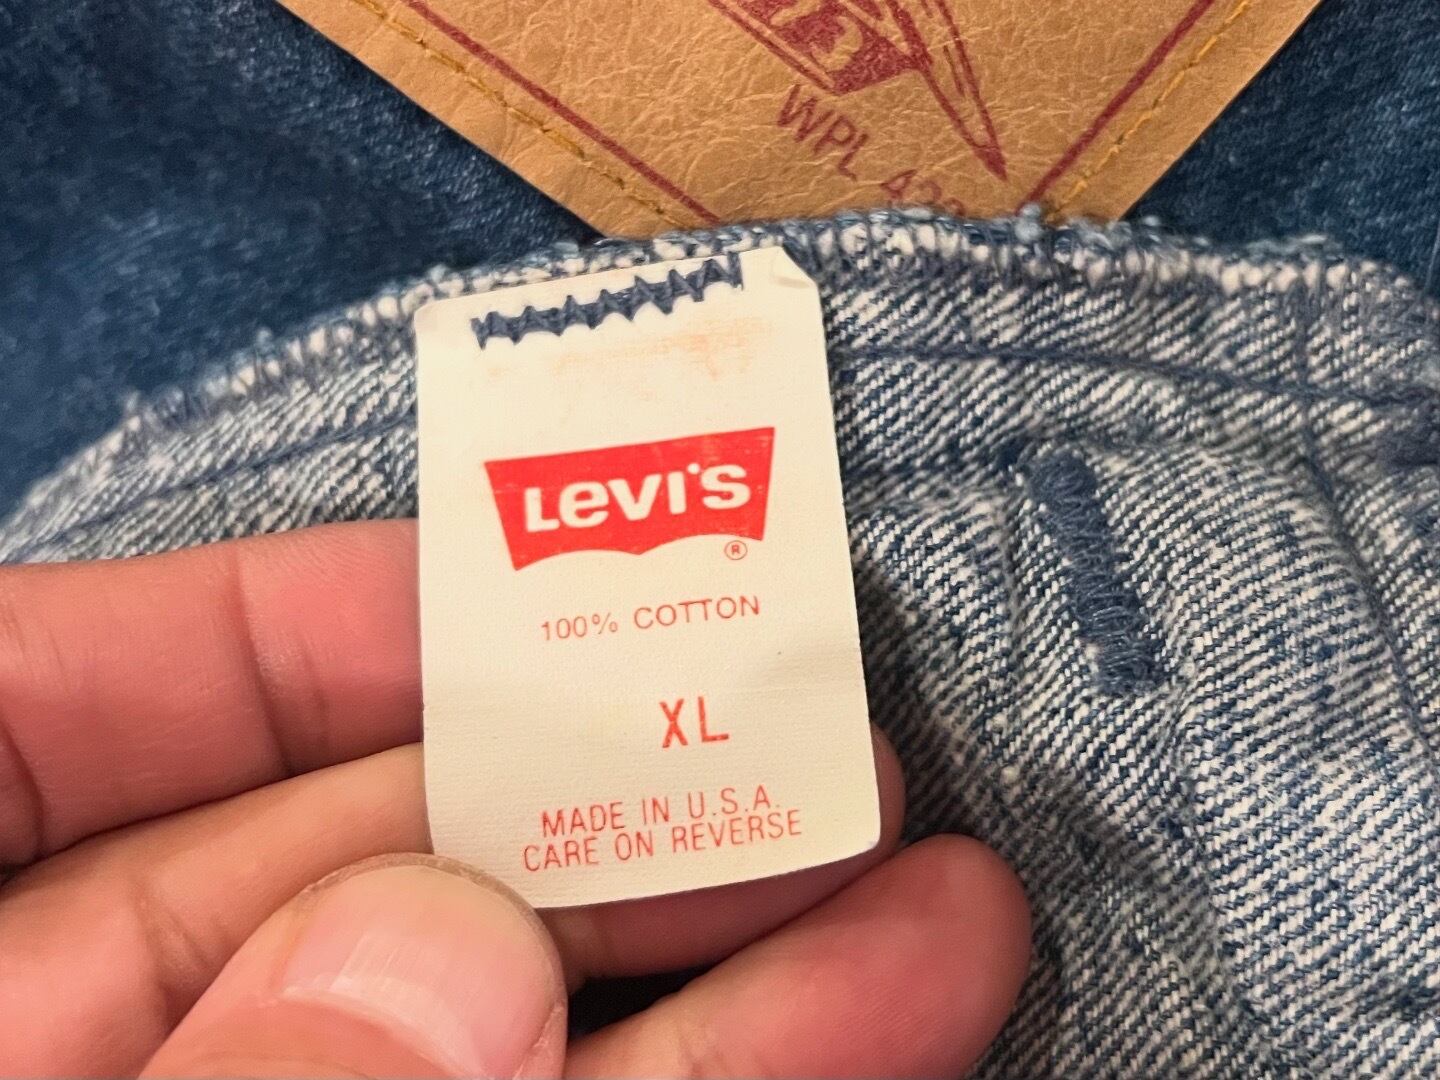 WPL 423
LEVI'S
®
100% COTTON
XL
MADE IN U.S.A.
CARE ON REVERSE